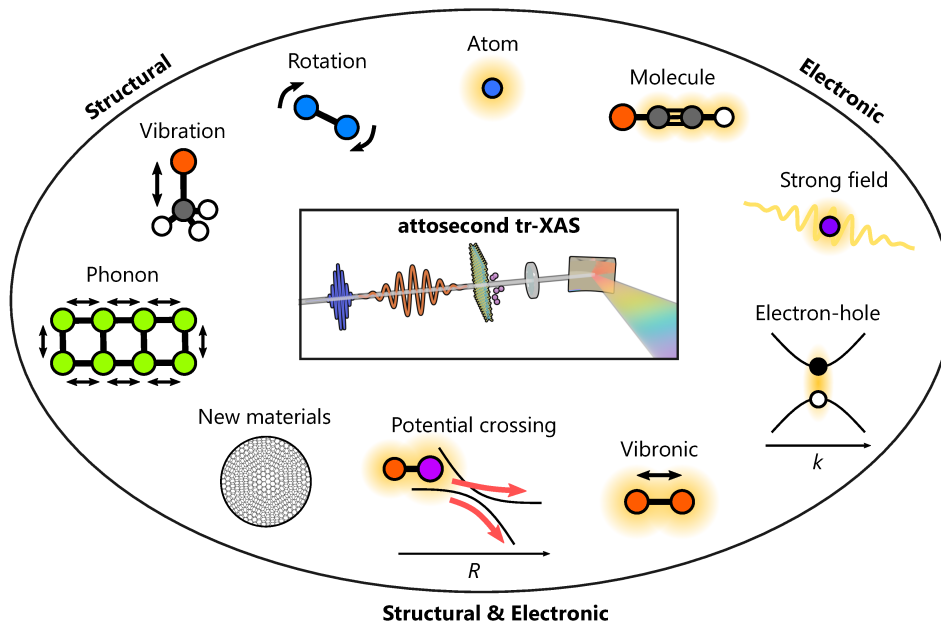 Atom
Rotation
Structural
Electronic
Molecule
Vibration
Strong field
attosecond tr-XAS
Phonon
Electron-hole
New materials
Potential crossing
Vibronic
k
R
Structural & Electronic